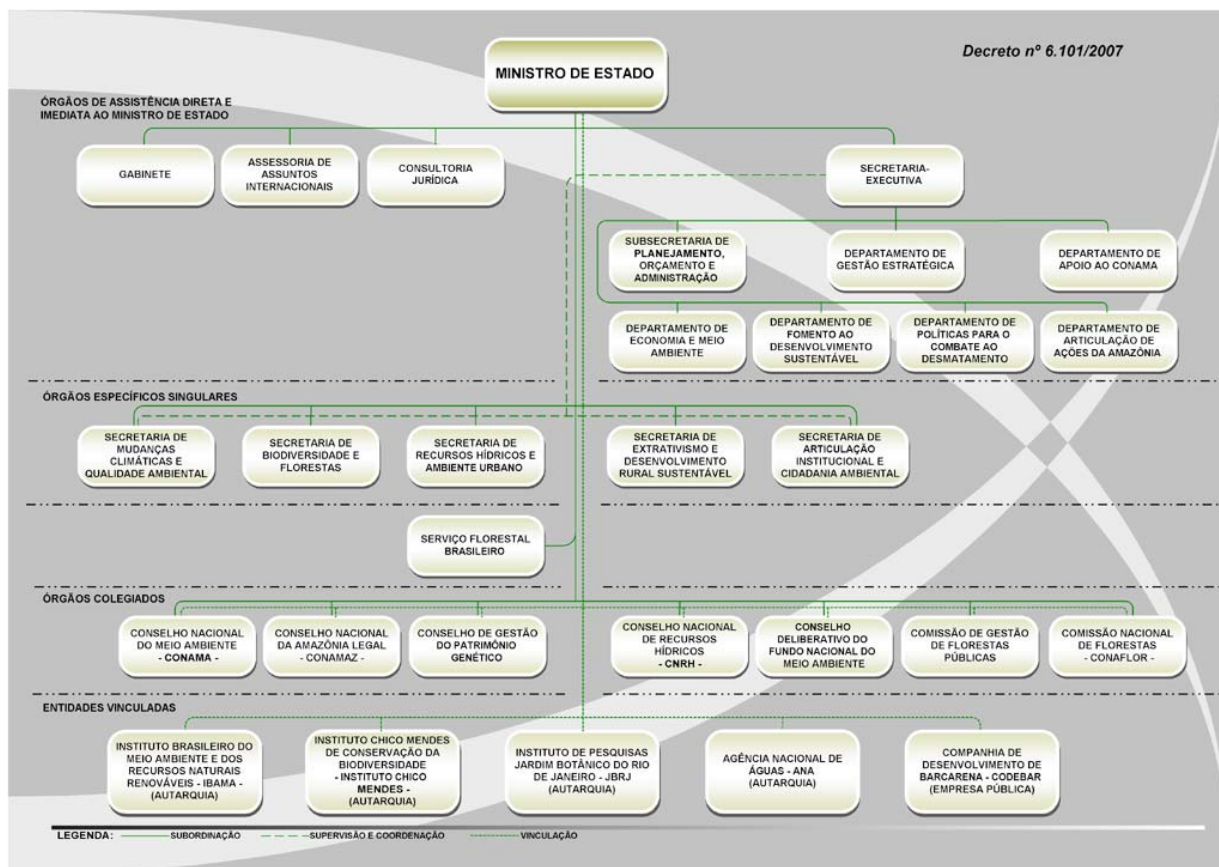 Decreto nº 6.101/2007
MINISTRO DE ESTADO
ÓRGÃOS DE ASSISTÊNCIA DIRETA E
IMEDIATA AO MINISTRO DE ESTADO
GABINETE
ASSESSORIA DE
ASSUNTOS
INTERNACIONAIS
CONSULTORIA
JURÍDICA
SECRETARIA-
EXECUTIVA
SUBSECRETARIA DE
PLANEJAMENTO,
ORÇAMENTO E
ADMINISTRAÇÃO
DEPARTAMENTO DE
GESTÃO ESTRATÉGICA
DEPARTAMENTO DE
APOIO AO CONAMA
DEPARTAMENTO DE
ECONOMIA E MEIO
AMBIENTE
DEPARTAMENTO DE
FOMENTO AO
DESENVOLVIMENTO
SUSTENTÁVEL
DEPARTAMENTO DE
POLÍTICAS PARA O
COMBATE AO
DESMATAMENTO
DEPARTAMENTO DE
ARTICULAÇÃO DE
AÇÕES DA AMAZÔNIA
ÓRGÃOS ESPECÍFICOS SINGULARES
SECRETARIA DE
MUDANÇAS
CLIMÁTICAS E
QUALIDADE AMBIENTAL
SECRETARIA DE
BIODIVERSIDADE E
FLORESTAS
SECRETARIA DE
RECURSOS HÍDRICOS E
AMBIENTE URBANO
SECRETARIA DE
EXTRATIVISMO E
DESENVOLVIMENTO
RURAL SUSTENTÁVEL
SECRETARIA DE
ARTICULAÇÃO
INSTITUCIONAL E
CIDADANIA AMBIENTAL
SERVIÇO FLORESTAL
BRASILEIRO
ÓRGÃOS COLEGIADOS
CONSELHO NACIONAL
DO MEIO AMBIENTE
- CONAMA -
CONSELHO NACIONAL
DA AMAZÔNIA LEGAL
- CONAMAZ -
CONSELHO DE GESTÃO
DO PATRIMÔNIO
GENÉTICO
CONSELHO NACIONAL
DE RECURSOS
HÍDRICOS
- CNRH -
CONSELHO
DELIBERATIVO DO
FUNDO NACIONAL DO
MEIO AMBIENTE
COMISSÃO DE GESTÃO
DE FLORESTAS
PÚBLICAS
COMISSÃO NACIONAL
DE FLORESTAS
- CONAFLOR -
ENTIDADES VINCULADAS
INSTITUTO BRASILEIRO DO
MEIO AMBIENTE E DOS
RECURSOS NATURAIS
RENOVÁVEIS - IBAMA -
(AUTARQUIA)
INSTITUTO CHICO MENDES
DE CONSERVAÇÃO DA
BIODIVERSIDADE
- INSTITUTO CHICO
MENDES -
(AUTARQUIA)
INSTITUTO DE PESQUISAS
JARDIM BOTÂNICO DO RIO
DE JANEIRO - JBRJ
(AUTARQUIA)
AGÊNCIA NACIONAL DE
ÁGUAS - ANA
(AUTARQUIA)
COMPANHIA DE
DESENVOLVIMENTO DE
BARCARENA - CODEBAR
(EMPRESA PÚBLICA)
LEGENDA: SUBORDINAÇÃO SUPERVISÃO E COORDENAÇÃO VINCULAÇÃO